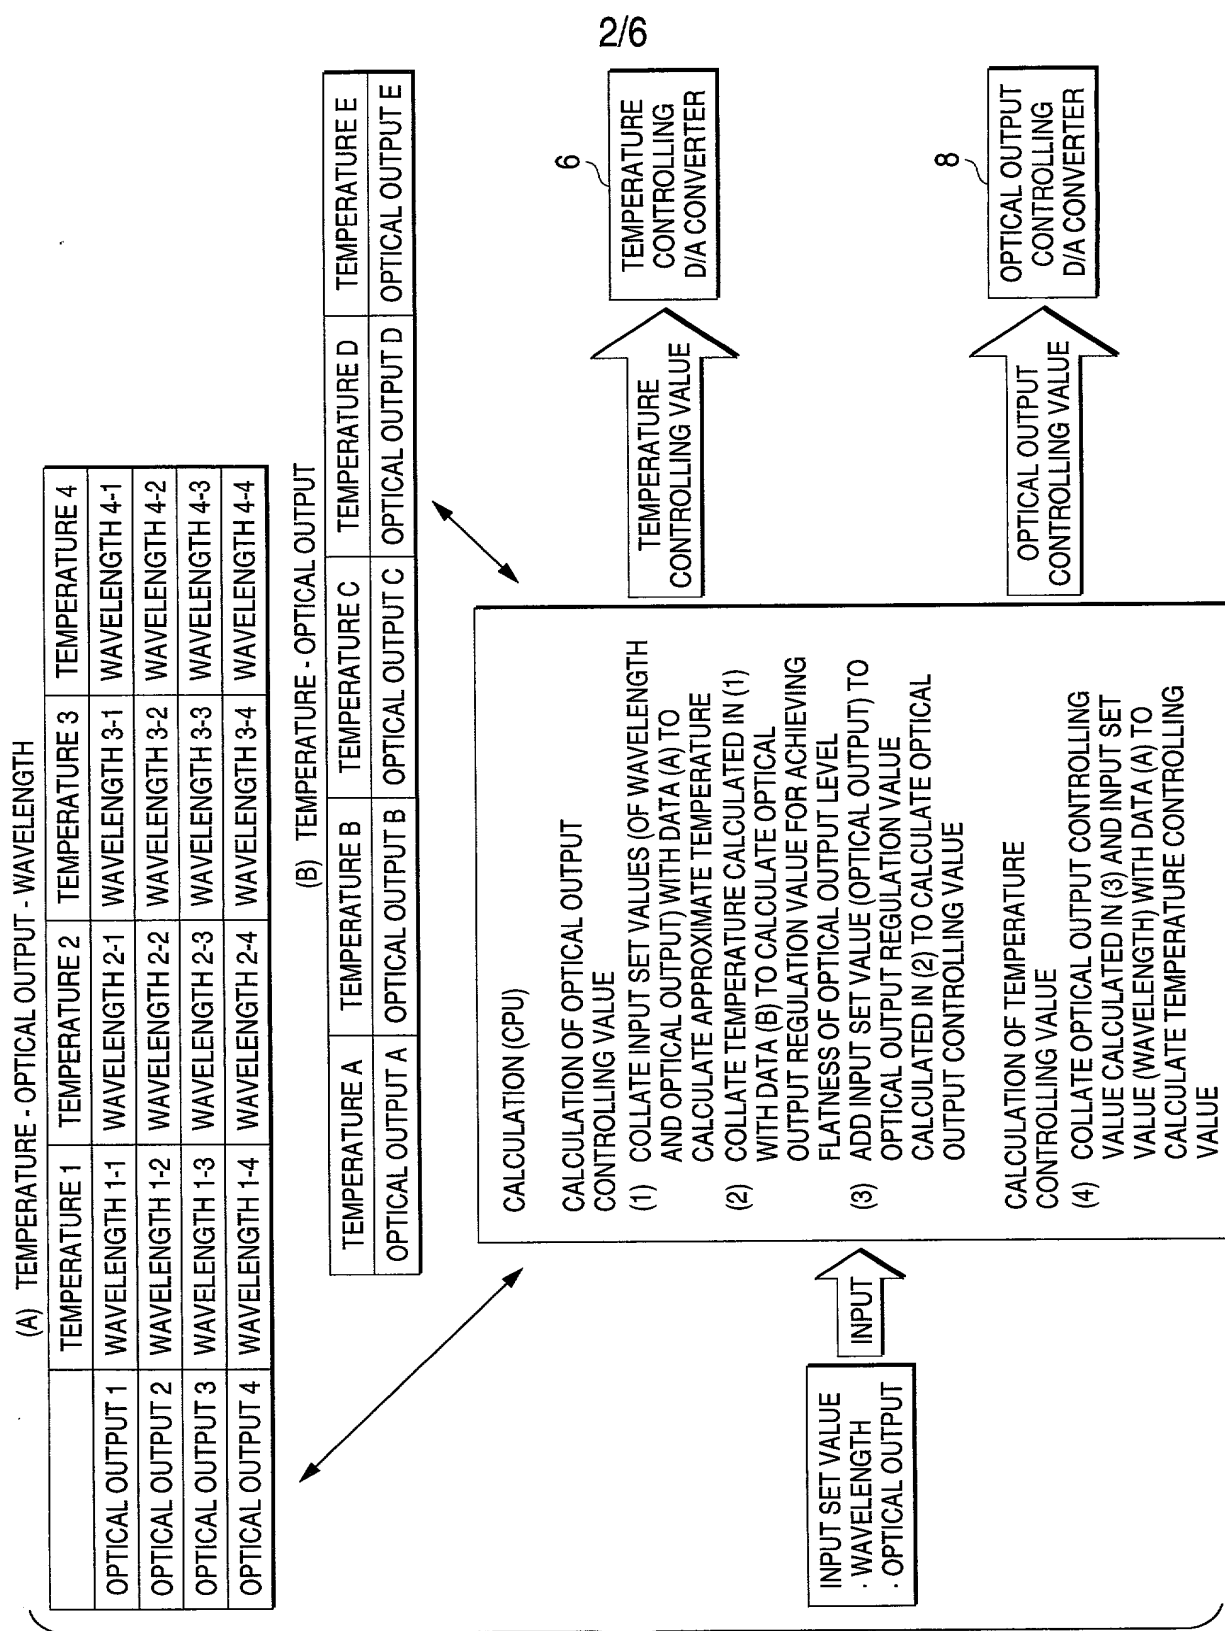 2/6
(A) TEMPERATURE - OPTICAL OUTPUT - WAVELENGTH
TEMPERATURE 1 TEMPERATURE 2 TEMPERATURE 3 TEMPERATURE 4
OPTICAL OUTPUT 1 WAVELENGTH 1-1 WAVELENGTH 2-1 WAVELENGTH 3-1 WAVELENGTH 4-1
OPTICAL OUTPUT 2 WAVELENGTH 1-2 WAVELENGTH 2-2 WAVELENGTH 3-2 WAVELENGTH 4-2
OPTICAL OUTPUT 3 WAVELENGTH 1-3 WAVELENGTH 2-3 WAVELENGTH 3-3 WAVELENGTH 4-3
OPTICAL OUTPUT 4 WAVELENGTH 1-4 WAVELENGTH 2-4 WAVELENGTH 3-4 WAVELENGTH 4-4
(B) TEMPERATURE - OPTICAL OUTPUT
TEMPERATURE A TEMPERATURE B TEMPERATURE C TEMPERATURE D TEMPERATURE E
OPTICAL OUTPUT A OPTICAL OUTPUT B OPTICAL OUTPUT C OPTICAL OUTPUT D OPTICAL OUTPUT E
INPUT SET VALUE
· WAVELENGTH
· OPTICAL OUTPUT
INPUT
CALCULATION (CPU)
CALCULATION OF OPTICAL OUTPUT
CONTROLLING VALUE
(1) COLLATE INPUT SET VALUES (OF WAVELENGTH
AND OPTICAL OUTPUT) WITH DATA (A) TO
CALCULATE APPROXIMATE TEMPERATURE
(2) COLLATE TEMPERATURE CALCULATED IN (1)
WITH DATA (B) TO CALCULATE OPTICAL
OUTPUT REGULATION VALUE FOR ACHIEVING
FLATNESS OF OPTICAL OUTPUT LEVEL
(3) ADD INPUT SET VALUE (OPTICAL OUTPUT) TO
OPTICAL OUTPUT REGULATION VALUE
CALCULATED IN (2) TO CALCULATE OPTICAL
OUTPUT CONTROLLING VALUE
CALCULATION OF TEMPERATURE
CONTROLLING VALUE
(4) COLLATE OPTICAL OUTPUT CONTROLLING
VALUE CALCULATED IN (3) AND INPUT SET
VALUE (WAVELENGTH) WITH DATA (A) TO
CALCULATE TEMPERATURE CONTROLLING
VALUE
TEMPERATURE
CONTROLLING VALUE
6
TEMPERATURE
CONTROLLING
D/A CONVERTER
OPTICAL OUTPUT
CONTROLLING VALUE
8
OPTICAL OUTPUT
CONTROLLING
D/A CONVERTER